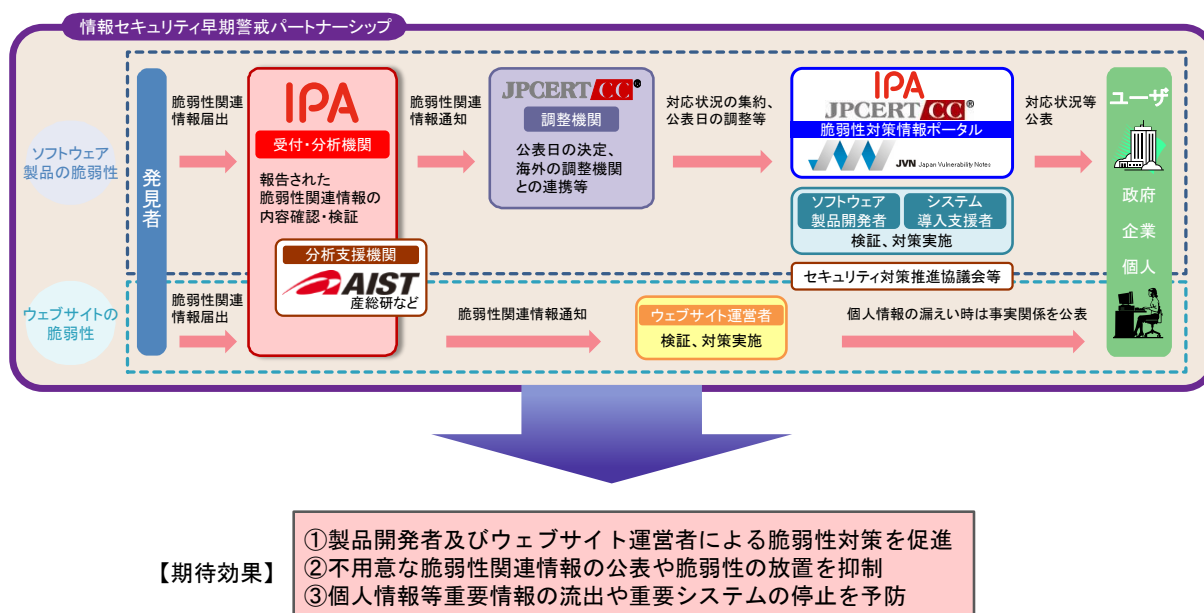 情報セキュリティ早期警戒パートナーシップ
ソフトウェア
製品の脆弱性
発見者
脆弱性関連
情報届出
IPA
受付・分析機関
報告された
脆弱性関連情報の
内容確認・検証
分析支援機関
AIST
産総研など
脆弱性関連
情報通知
JPCERT CC®
調整機関
公表日の決定、
海外の調整機関
との連携等
対応状況の集約、
公表日の調整等
IPA
JPCERT CC®
脆弱性対策情報ポータル
JVN Japan Vulnerability Notes
ソフトウェア
製品開発者
システム
導入支援者
検証、対策実施
セキュリティ対策推進協議会等
対応状況等
公表
ユーザ
政府
企業
個人
ウェブサイトの
脆弱性
脆弱性関連
情報届出
脆弱性関連情報通知
ウェブサイト運営者
検証、対策実施
個人情報の漏えい時は事実関係を公表
【期待効果】
①製品開発者及びウェブサイト運営者による脆弱性対策を促進
②不用意な脆弱性関連情報の公表や脆弱性の放置を抑制
③個人情報等重要情報の流出や重要システムの停止を予防